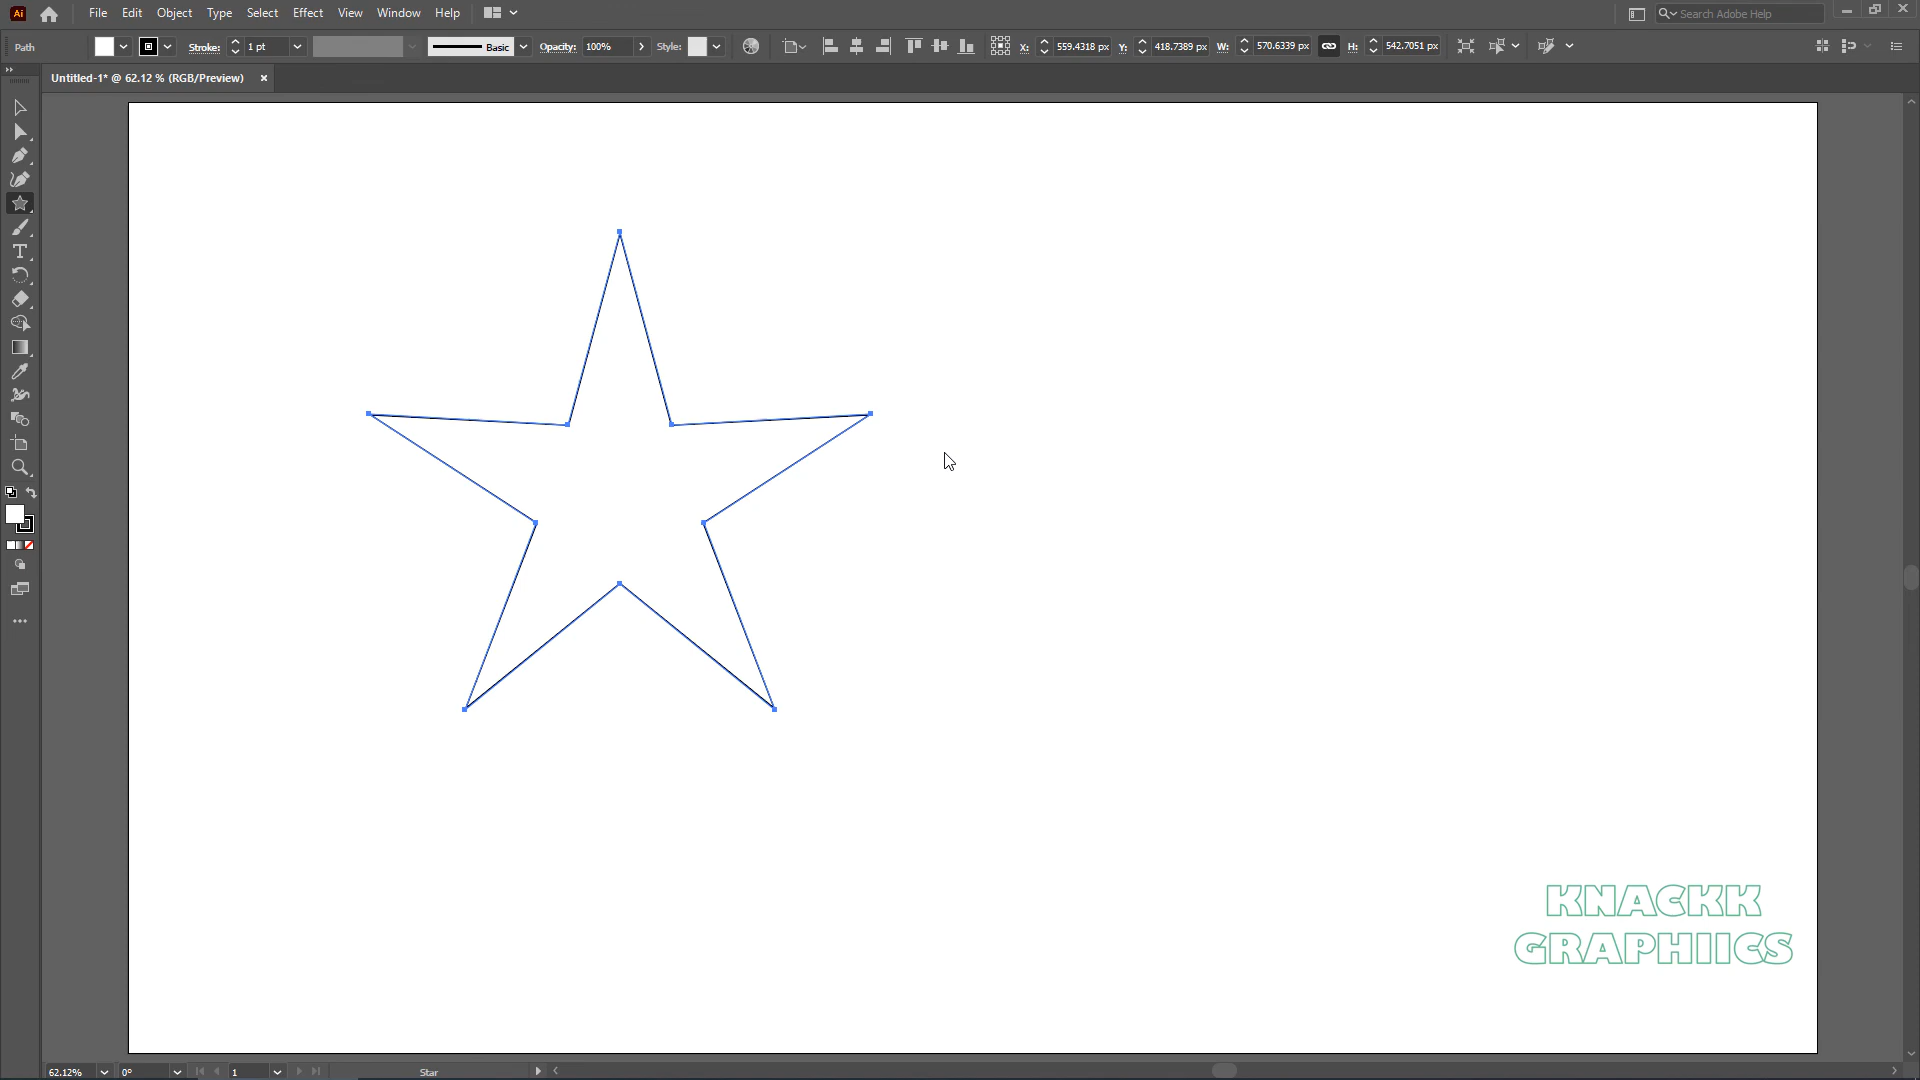 Ai File Edit Object Type Select Effect View Window Help Search Adobe Help
Path Stroke: 1 pt Basic Opacity: 100% Style: X: 559.4318 px Y: 418.7389 px W: 570.6339 px H: 542.7051 px
Untitled-1* @ 62.12 % (RGB/Preview) ×
KNACKK
GRAPHIICS
62.12% 0° 1 Star